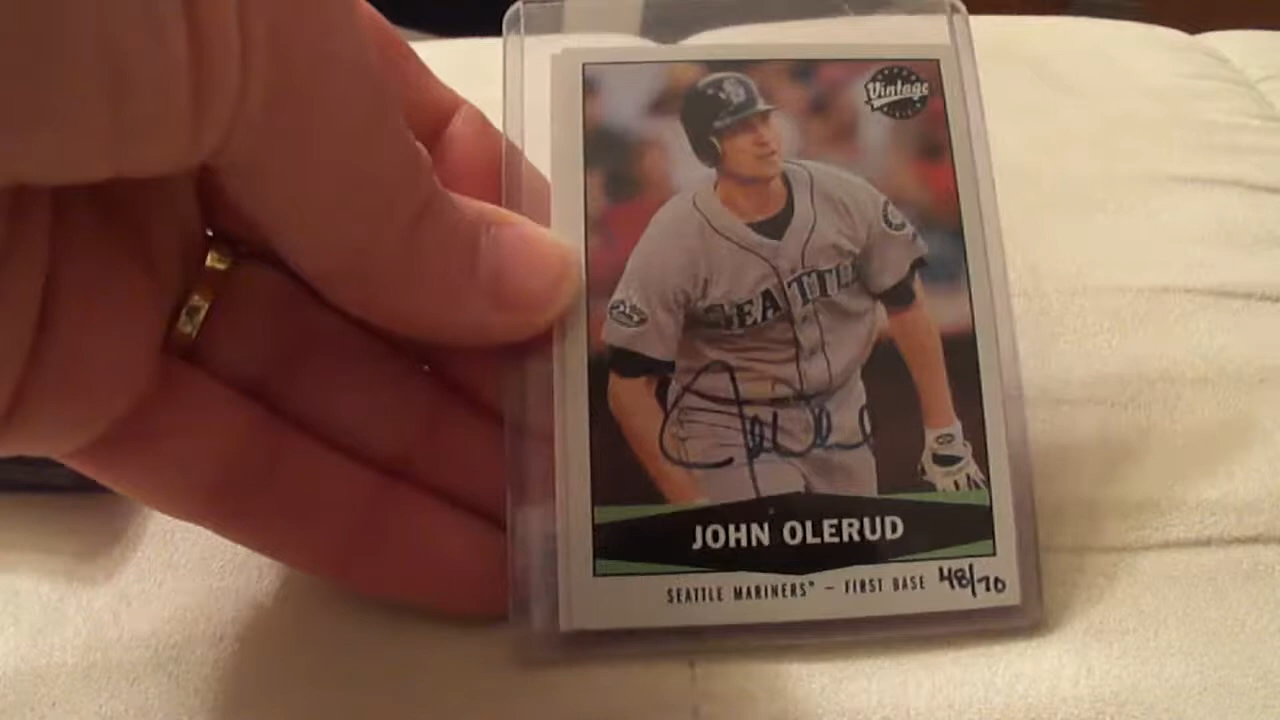 Vintage
SEATTLE
JOHN OLERUD
SEATTLE MARINERS™ – FIRST BASE 48/70